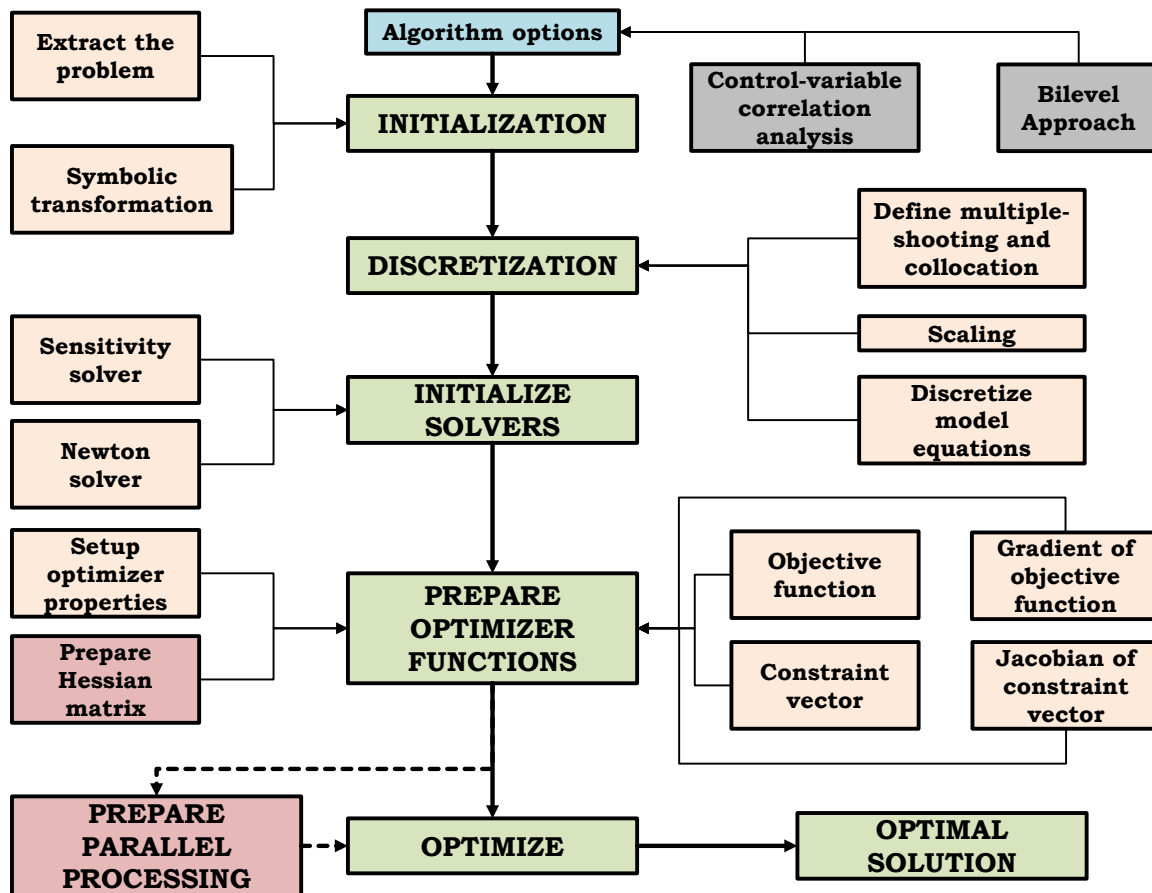 Algorithm options
Extract the
problem
Control-variable
correlation
analysis
Bilevel
Approach
INITIALIZATION
Symbolic
transformation
DISCRETIZATION
Define multiple-
shooting and
collocation
Scaling
Discretize
model
equations
Sensitivity
solver
INITIALIZE
SOLVERS
Newton
solver
Setup
optimizer
properties
Objective
function
Gradient of
objective
function
PREPARE
OPTIMIZER
FUNCTIONS
Prepare
Hessian
matrix
Constraint
vector
Jacobian of
constraint
vector
PREPARE
PARALLEL
PROCESSING
OPTIMIZE
OPTIMAL
SOLUTION